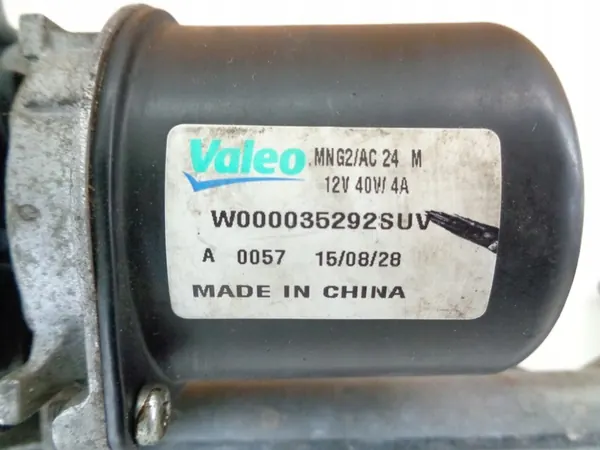 Valeo MNG2/AC 24 M
12V 40W/4A
W000035292SUV
A 0057 15/08/28
MADE IN CHINA